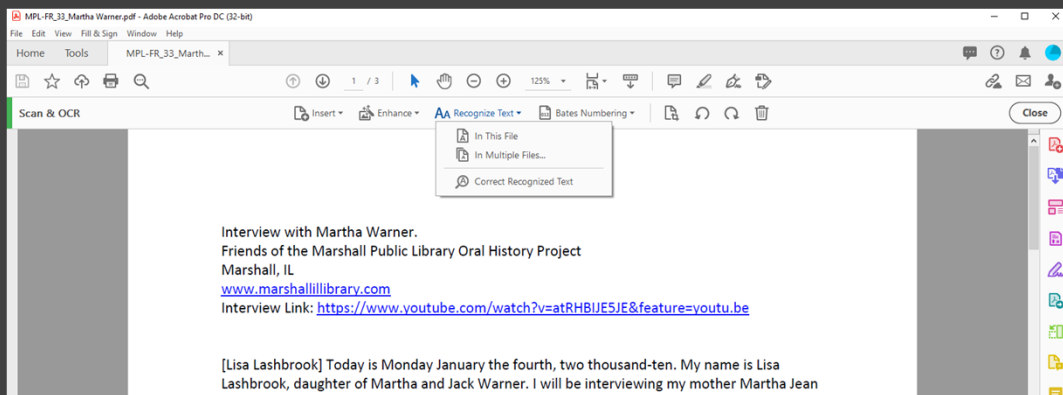 MPL-FR_33_Martha Warner.pdf - Adobe Acrobat Pro DC (32-bit)
File Edit View Fill & Sign Window Help
Home Tools MPL-FR_33_Marth... ×
1 / 3 125%
Scan & OCR Insert Enhance Recognize Text Bates Numbering Close
In This File
In Multiple Files...
Correct Recognized Text
Interview with Martha Warner.
Friends of the Marshall Public Library Oral History Project
Marshall, IL
www.marshallillibrary.com
Interview Link: https://www.youtube.com/watch?v=atRHBIJE5JE&feature=youtu.be
[Lisa Lashbrook] Today is Monday January the fourth, two thousand-ten. My name is Lisa
Lashbrook, daughter of Martha and Jack Warner. I will be interviewing my mother Martha Jean